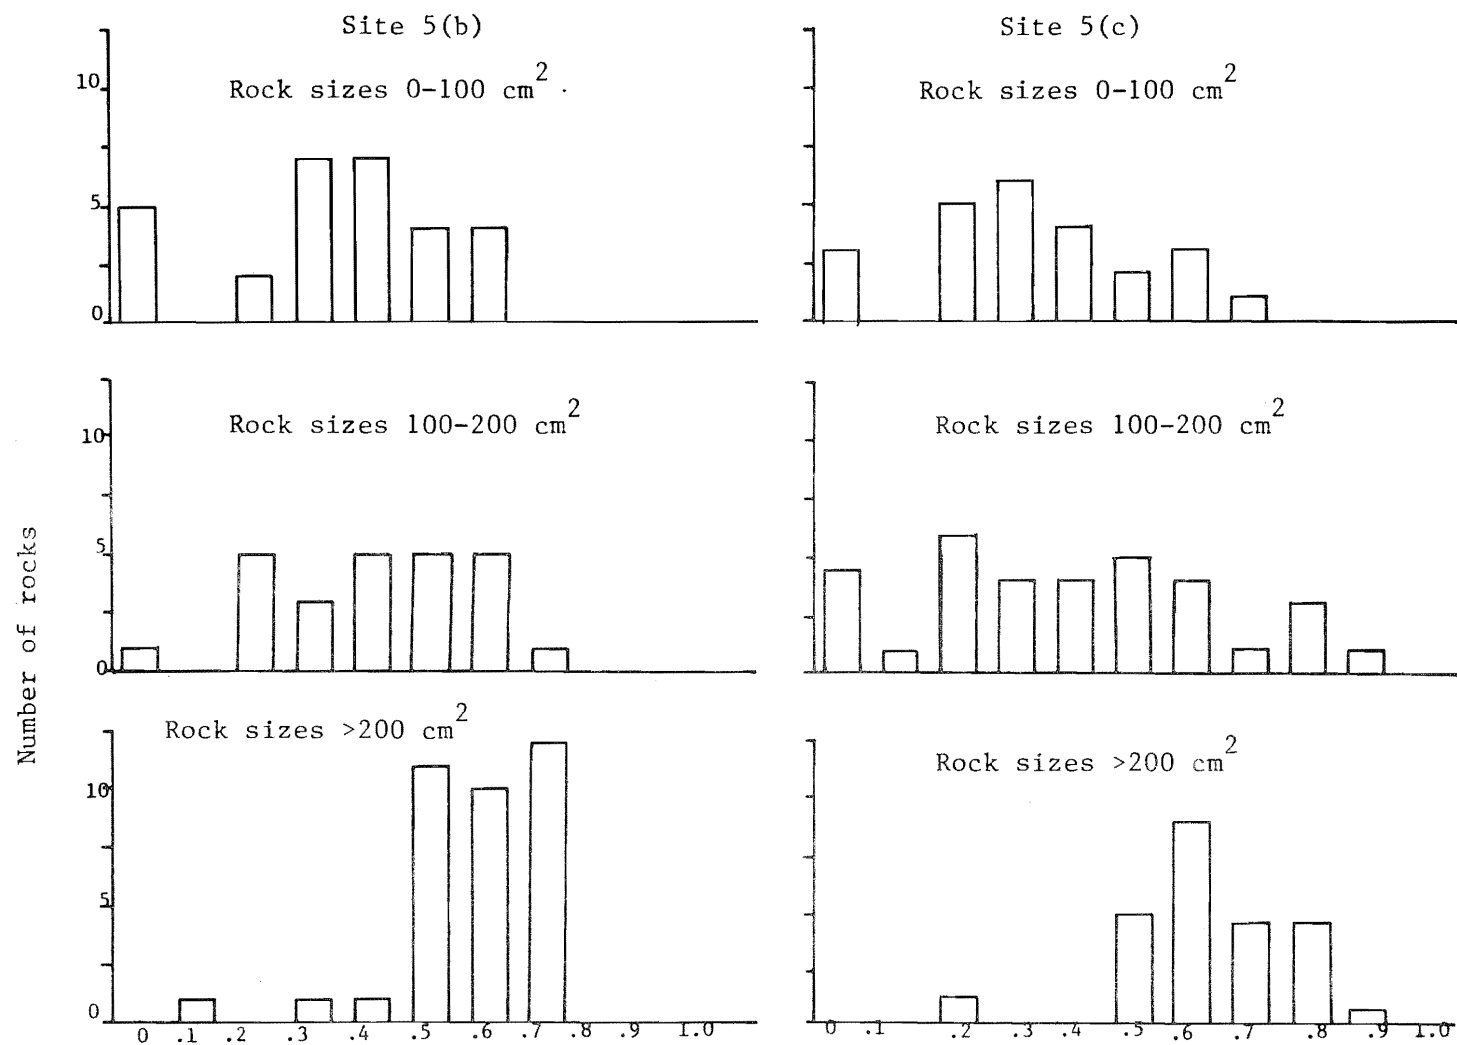 Site 5(b)
Rock sizes 0-100 cm2
10
5
0
Rock sizes 100-200 cm2
10
5
0
Rock sizes >200 cm2
10
5
0
0 .1 .2 .3 .4 .5 .6 .7 .8 .9 1.0
Number of rocks
Site 5(c)
Rock sizes 0-100 cm2
Rock sizes 100-200 cm2
Rock sizes >200 cm2
0 .1 .2 .3 .4 .5 .6 .7 .8 .9 1.0